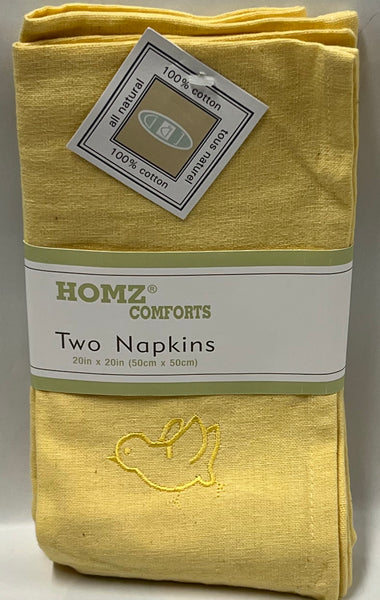 100% cotton
all natural
tous naturel
100% cotton
HOMZ®
COMFORTS
Two Napkins
20in x 20in (50cm x 50cm)